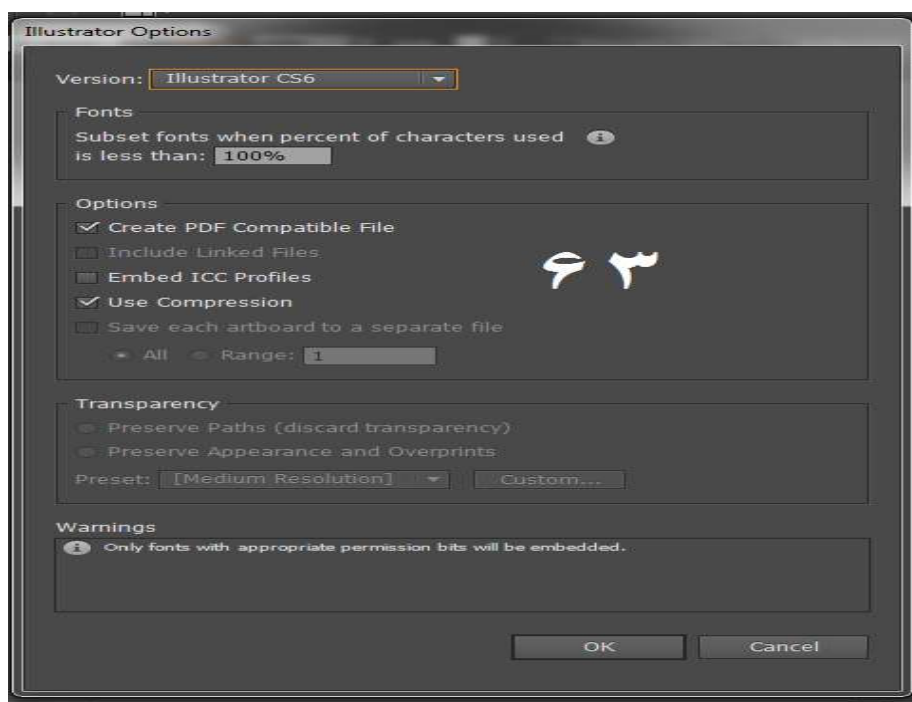 Illustrator Options
Version: Illustrator CS6
Fonts
Subset fonts when percent of characters used
is less than: 100%
Options
Create PDF Compatible File
Include Linked Files
Embed ICC Profiles
Use Compression
Save each artboard to a separate file
All Range: 1
۶ ۳
Transparency
Preserve Paths (discard transparency)
Preserve Appearance and Overprints
Preset: [Medium Resolution] Custom...
Warnings
Only fonts with appropriate permission bits will be embedded.
OK Cancel